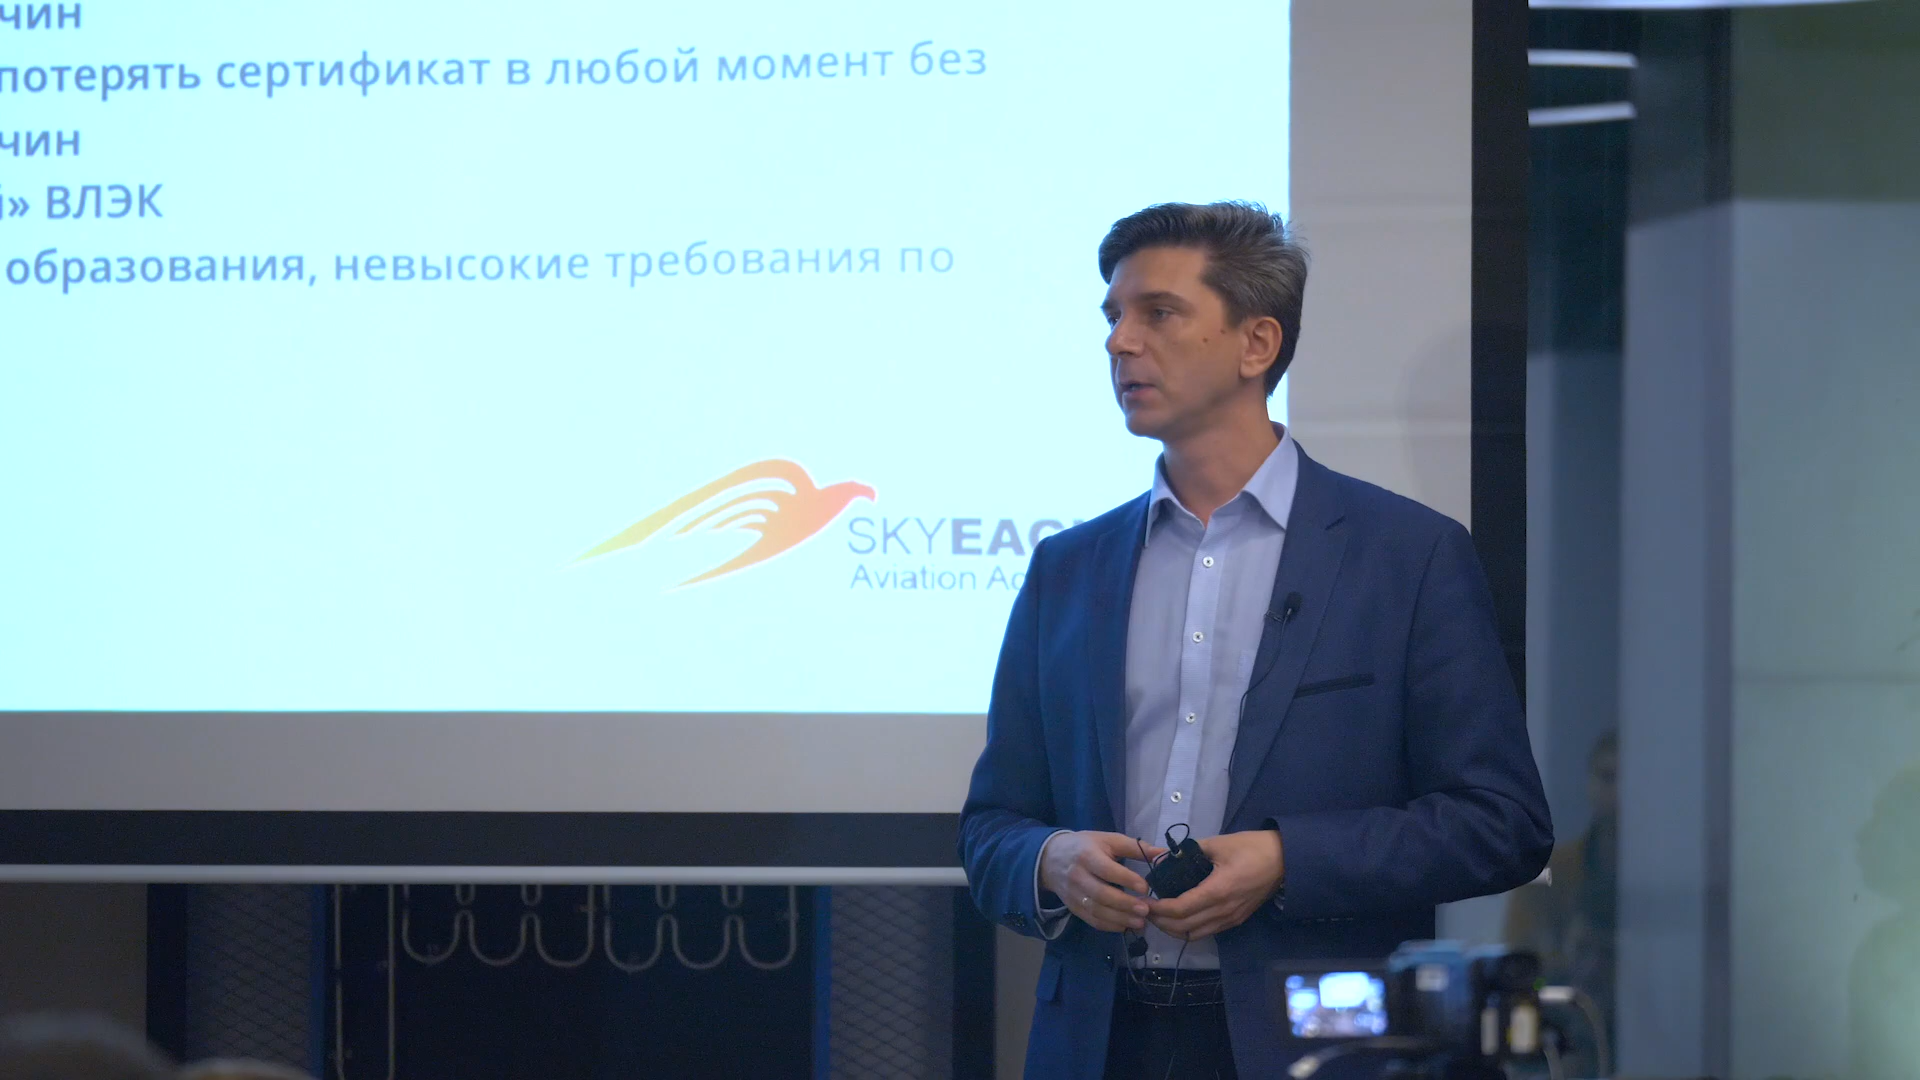 чин
потерять сертификат в любой момент без
чин
й» ВЛЭК
образования, невысокие требования по
SKYEAG
Aviation Ac